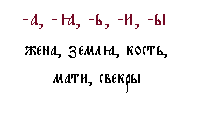 -а, -ꙗ, -ь, -и, -ы
жена, землꙗ, кость,
мати, свекры